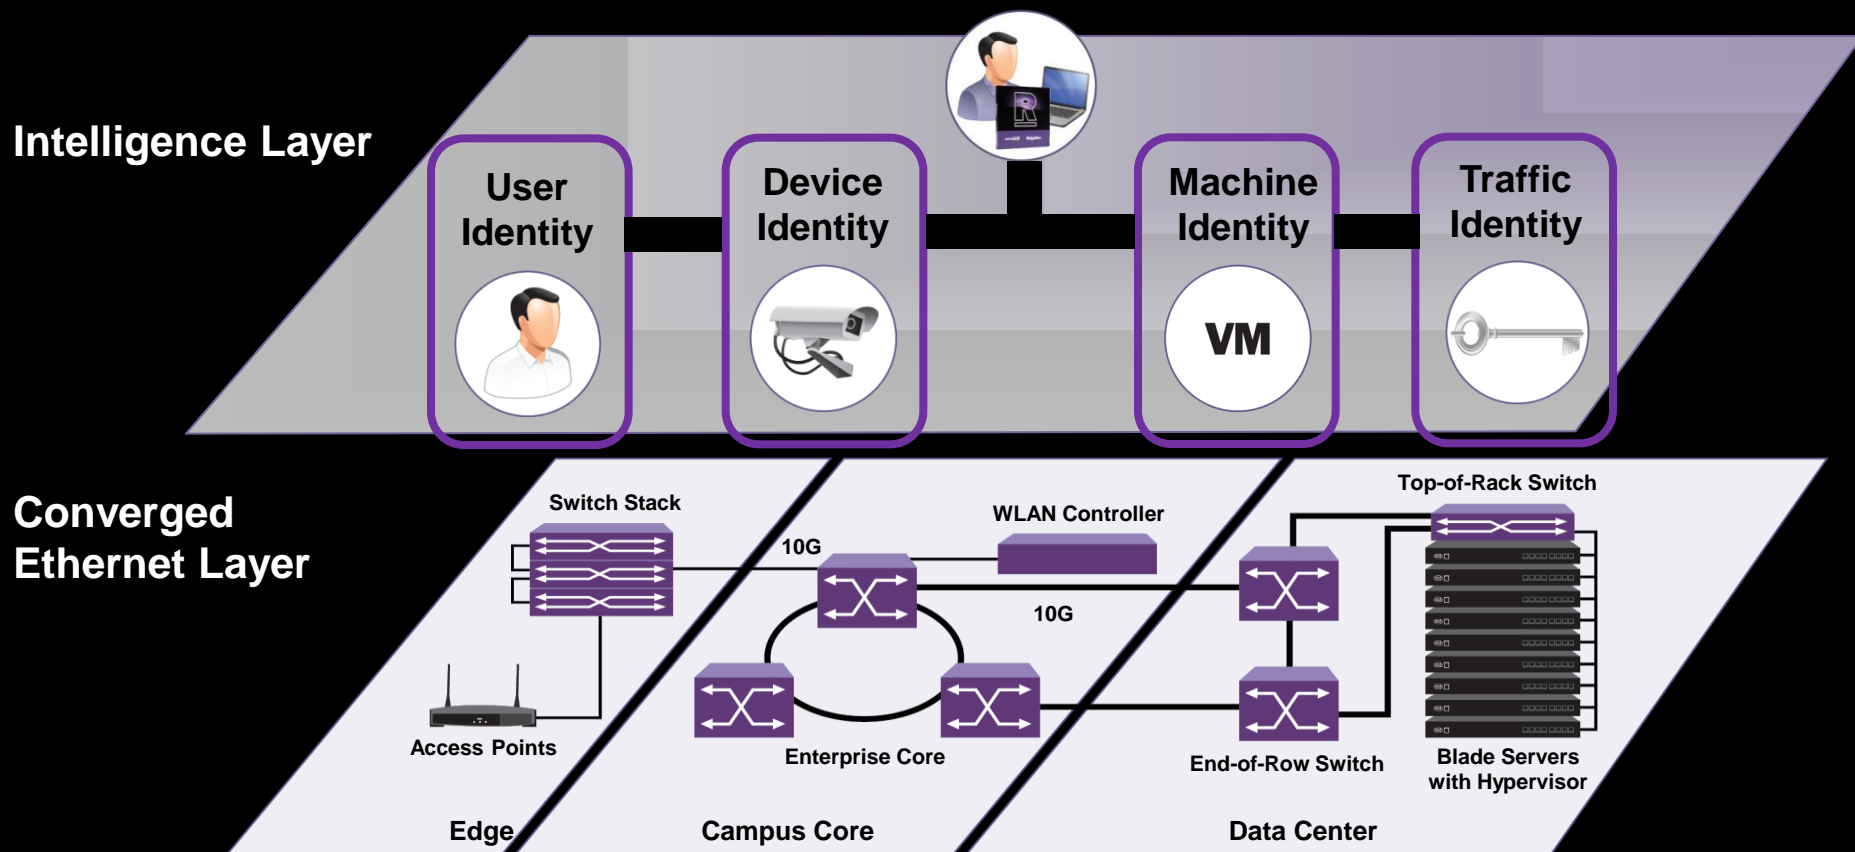 Intelligence Layer
R
User
Identity
Device
Identity
Machine
Identity
Traffic
Identity
VM
Converged
Ethernet Layer
Switch Stack
10G
WLAN Controller
Top-of-Rack Switch
10G
Access Points
Enterprise Core
End-of-Row Switch
Blade Servers
with Hypervisor
Edge
Campus Core
Data Center